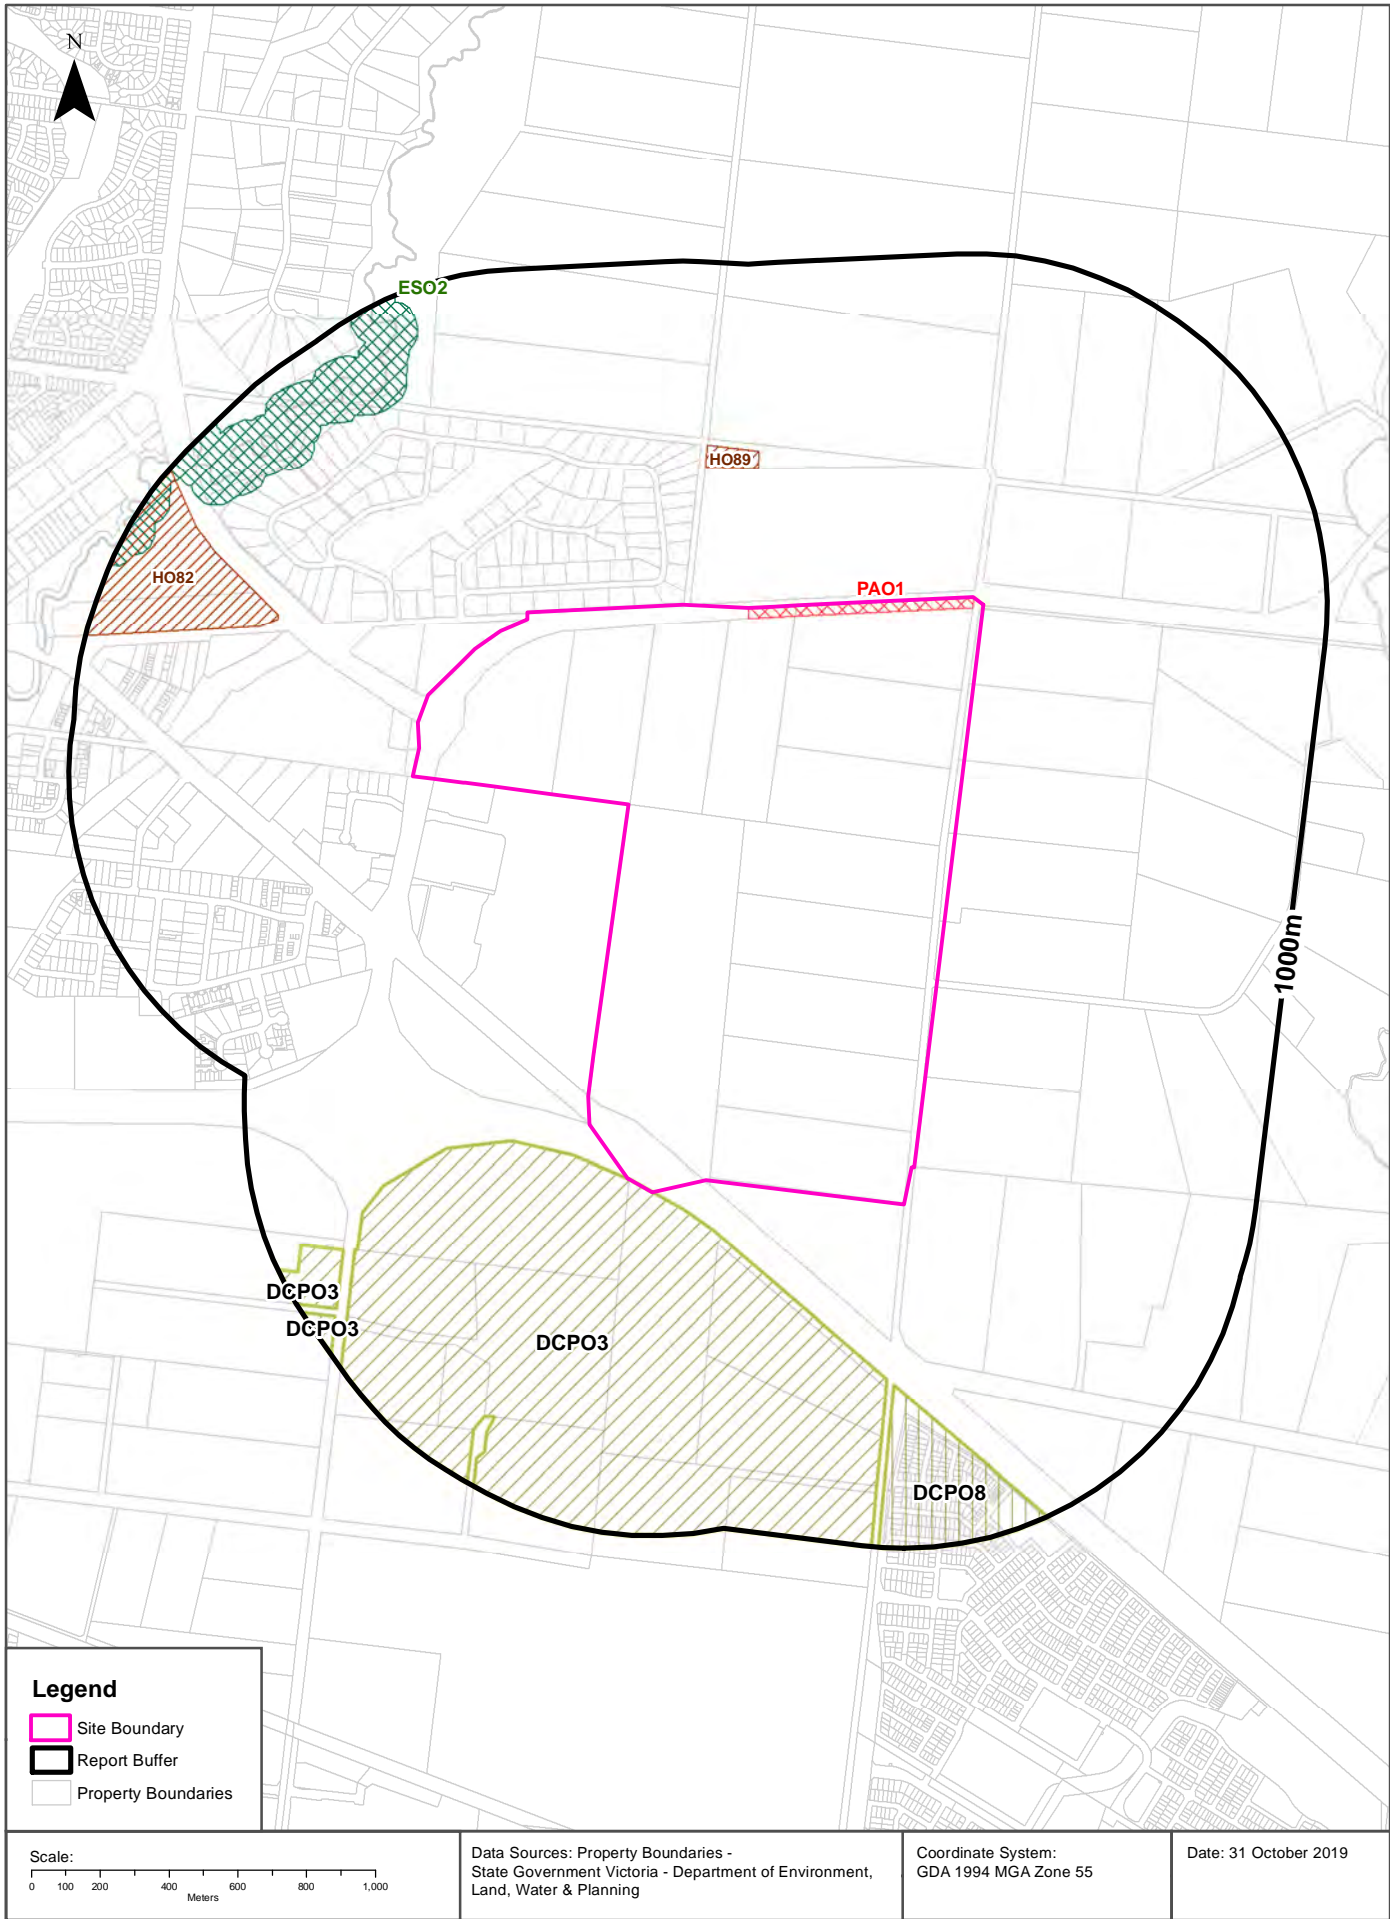 N
ESO2
HO89
HO82
PAO1
1000m
DCPO3
DCPO3
DCPO3
DCPO8
Legend
Site Boundary
Report Buffer
Property Boundaries
Scale:
0 100 200 400 600 800 1,000
Meters
Data Sources: Property Boundaries -
State Government Victoria - Department of Environment,
Land, Water & Planning
Coordinate System:
GDA 1994 MGA Zone 55
Date: 31 October 2019